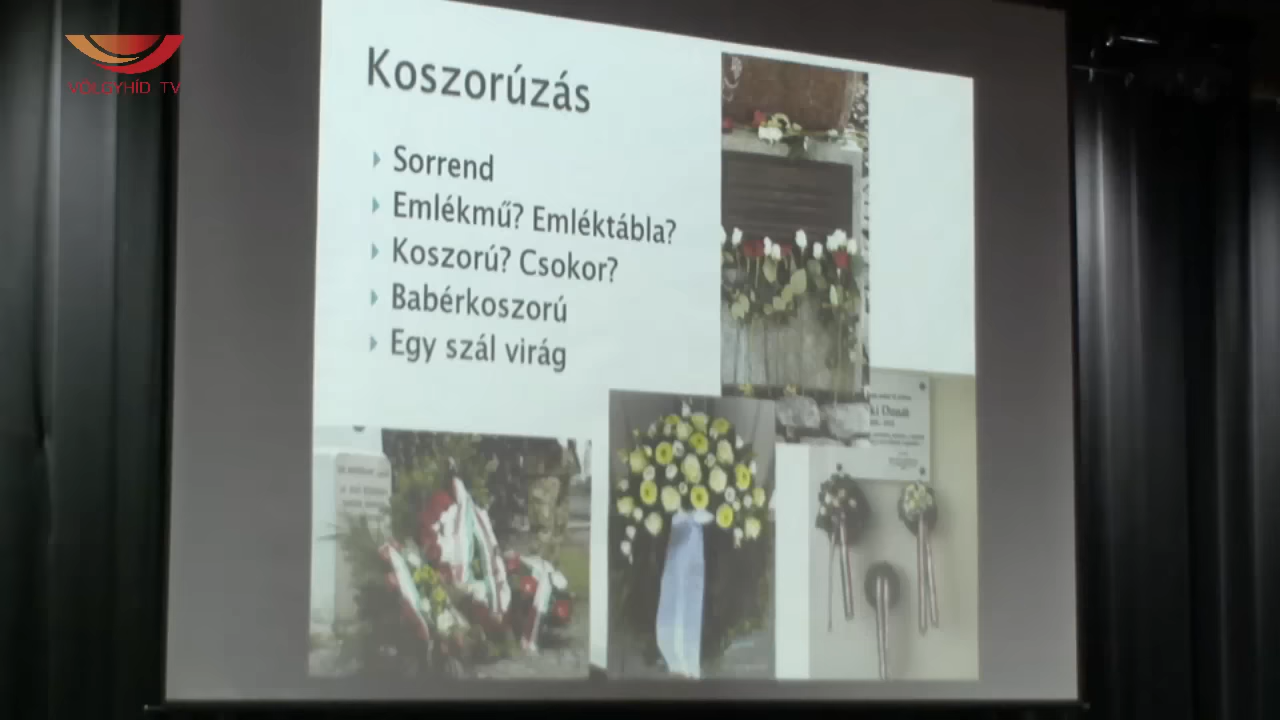 VÖLGYHÍD TV
Koszorúzás
Sorrend
Emlékmű? Emléktábla?
Koszorú? Csokor?
Babérkoszorú
Egy szál virág